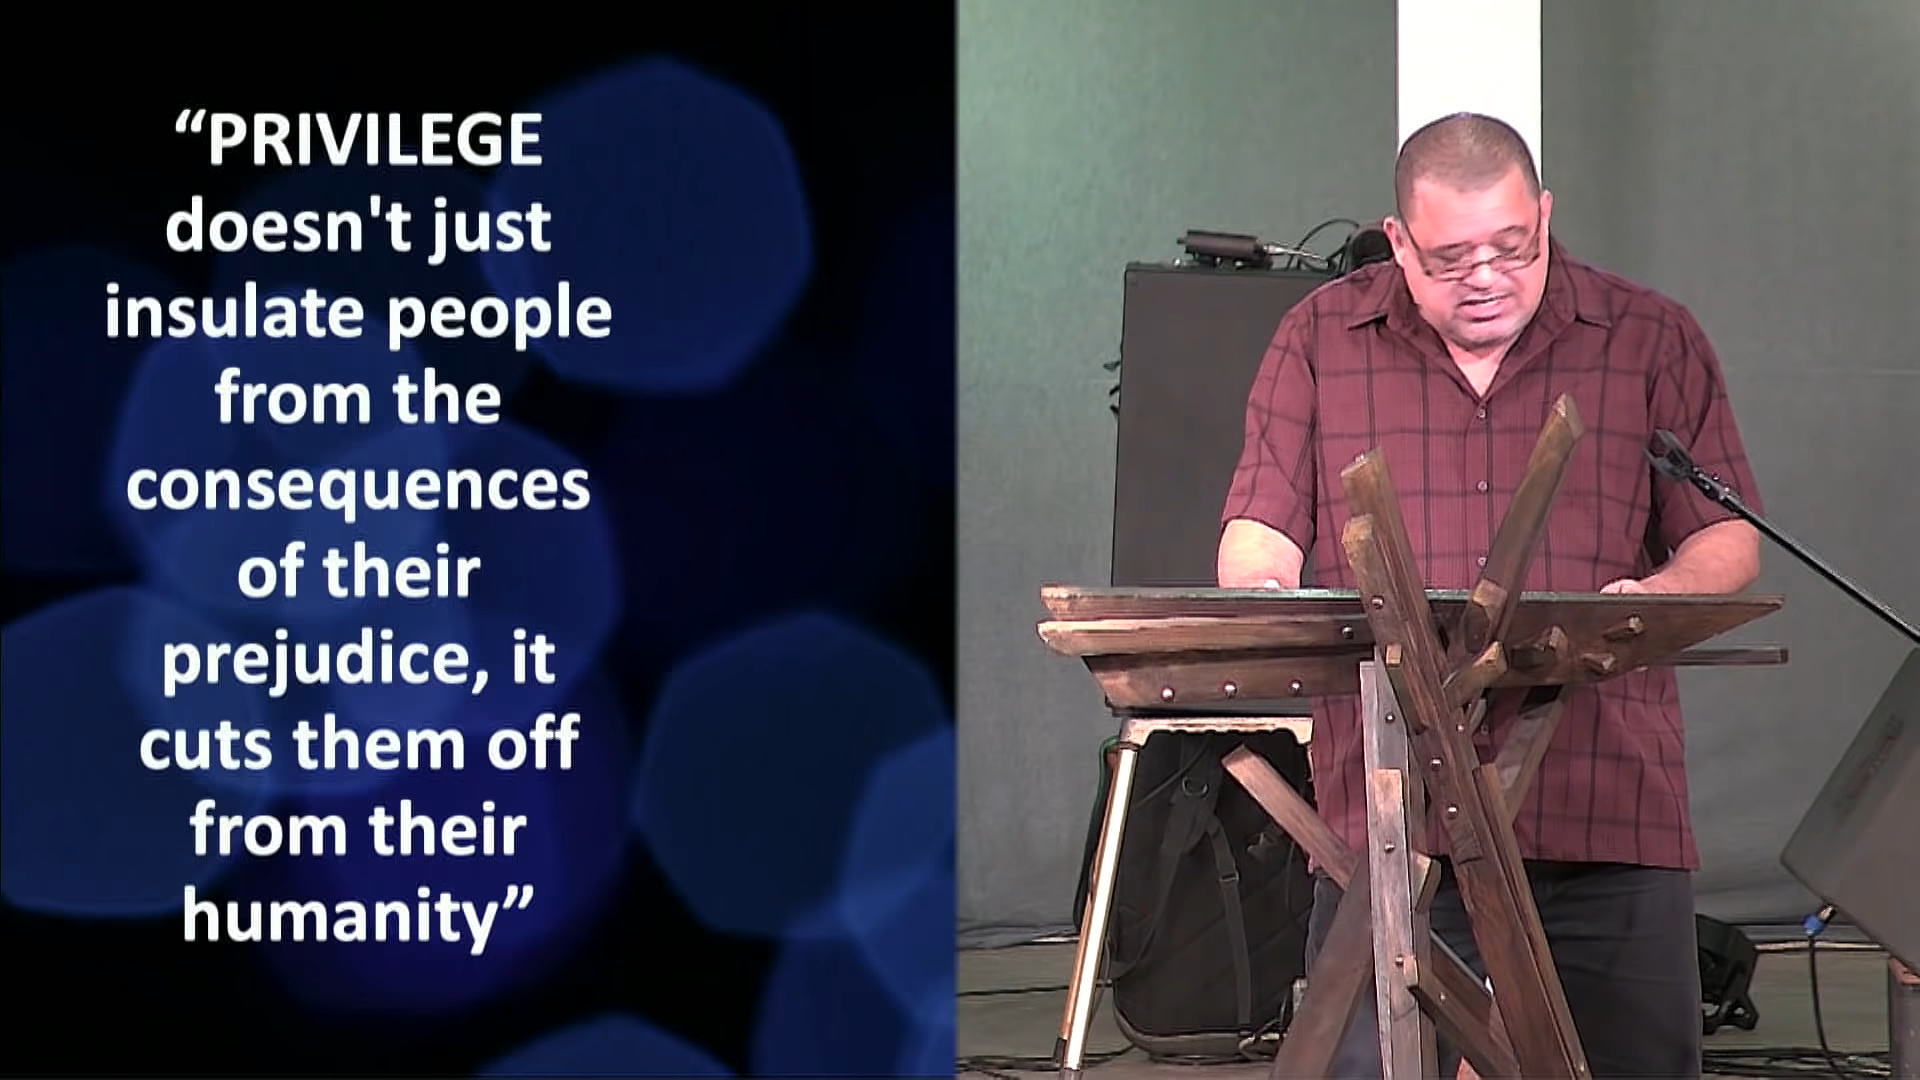 “PRIVILEGE
doesn't just
insulate people
from the
consequences
of their
prejudice, it
cuts them off
from their
humanity”